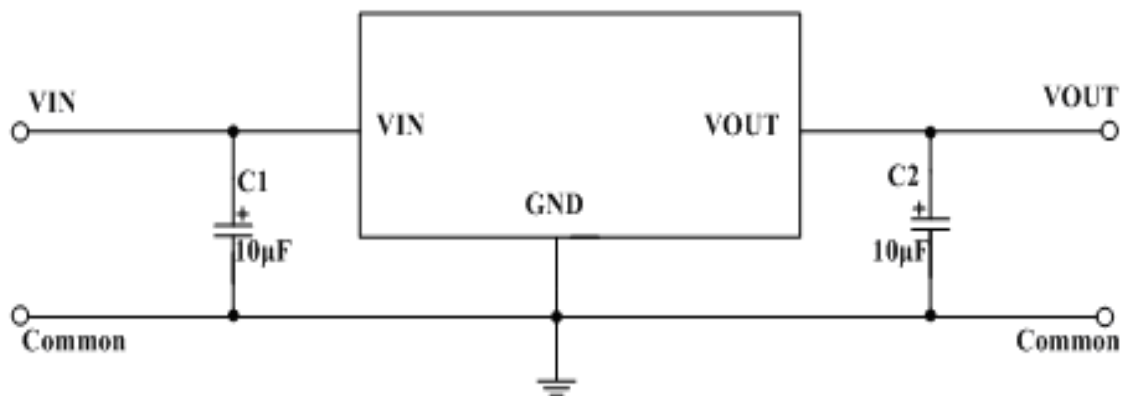 VIN
VOUT
VIN
VOUT
C1
+
10μF
GND
C2
+
10μF
Common
Common